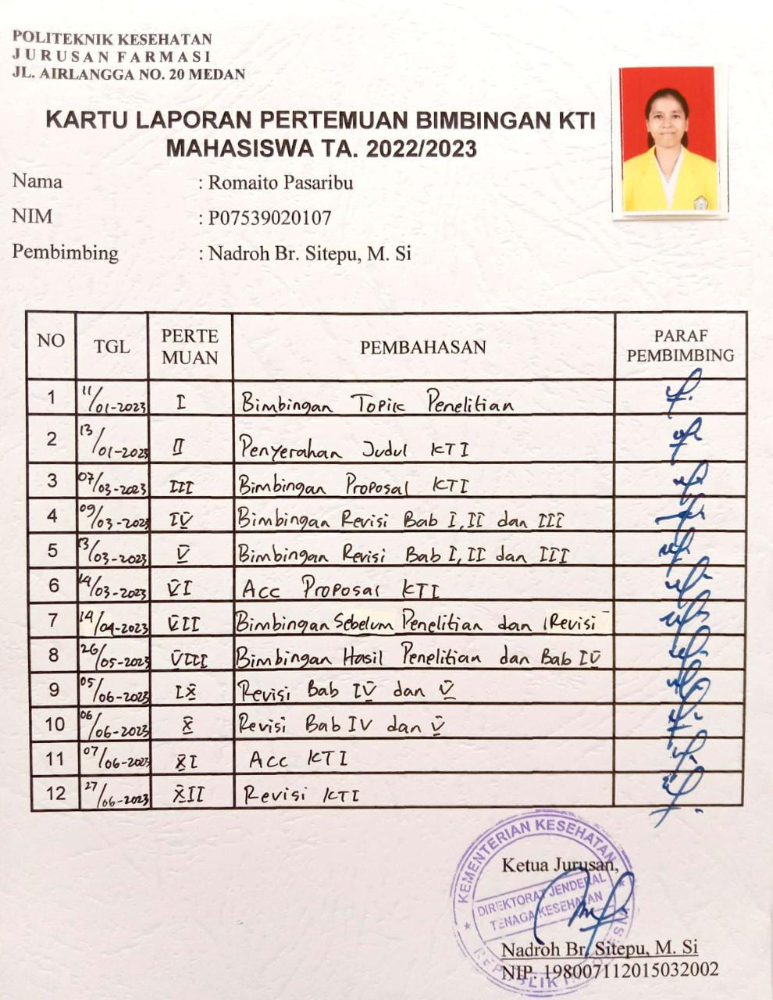 POLITEKNIK KESEHATAN
JURUSAN FARMASI
JL. AIRLANGGA NO. 20 MEDAN
KARTU LAPORAN PERTEMUAN BIMBINGAN KTI
MAHASISWA TA. 2022/2023
Nama : Romaito Pasaribu
NIM : P07539020107
Pembimbing : Nadroh Br. Sitepu, M. Si
NO TGL PERTE MUAN PEMBAHASAN PARAF PEMBIMBING
1 11/01-2023 I Bimbingan Topik Penelitian
2 13/01-2023 II Penyerahan Judul KTI
3 07/03-2023 III Bimbingan Proposal KTI
4 09/03-2023 IV Bimbingan Revisi Bab I, II dan III
5 13/03-2023 V Bimbingan Revisi Bab I, II dan III
6 14/03-2023 VI Acc Proposal KTI
7 14/04-2023 VII Bimbingan Sebelum Penelitian dan Revisi
8 26/05-2023 VIII Bimbingan Hasil Penelitian dan Bab IV
9 05/06-2023 IX Revisi Bab IV dan V
10 06/06-2023 X Revisi Bab IV dan V
11 07/06-2023 XI Acc KTI
12 27/06-2023 XII Revisi KTI
KEMENTERIAN KESEHATAN
Ketua Jurusan,
DIREKTORAT JENDERAL
TENAGA KESEHATAN
Nadroh Br. Sitepu, M. Si
NIP. 198007112015032002
REPUBLIK INDONESIA